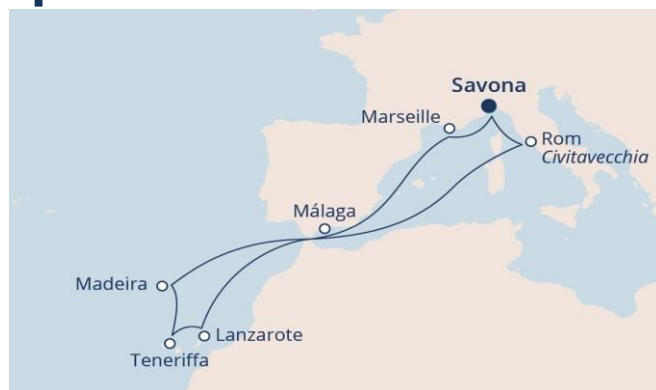 Savona
Marseille
Rom
Civitavecchia
Málaga
Madeira
Lanzarote
Teneriffa